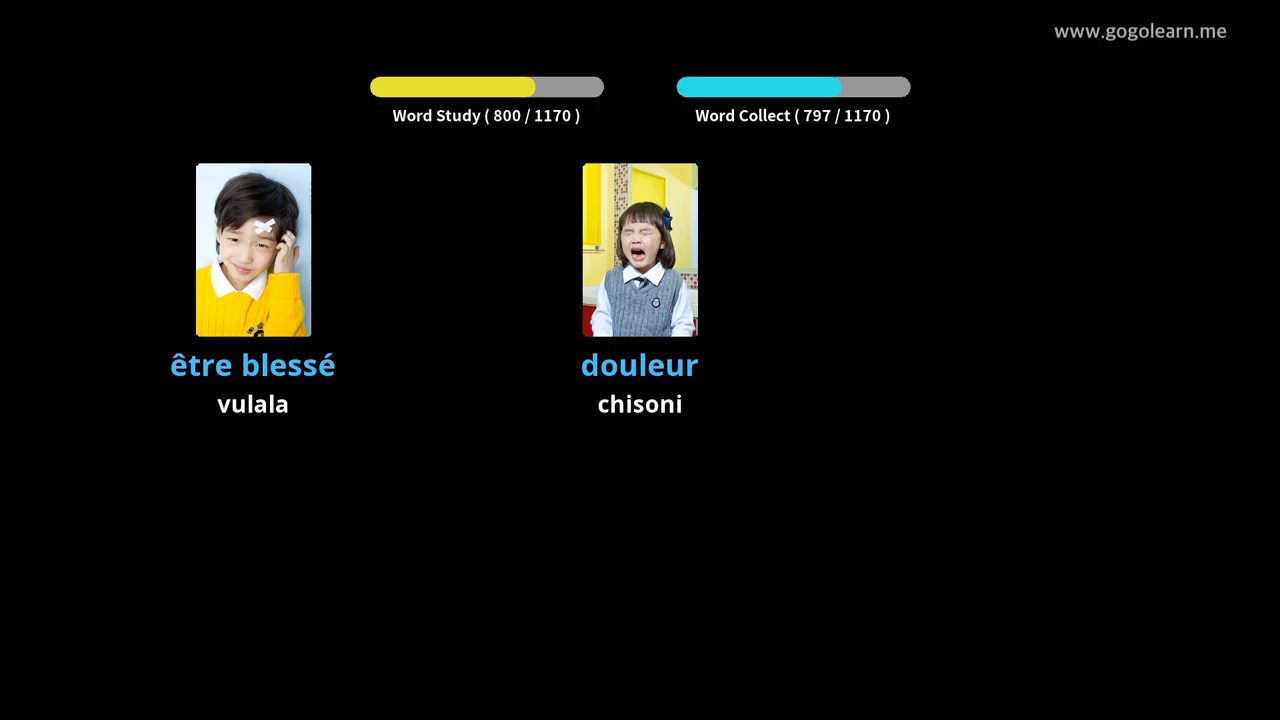 www.gogolearn.me
Word Study ( 800 / 1170 )
Word Collect ( 797 / 1170 )
être blessé
vulala
douleur
chisoni